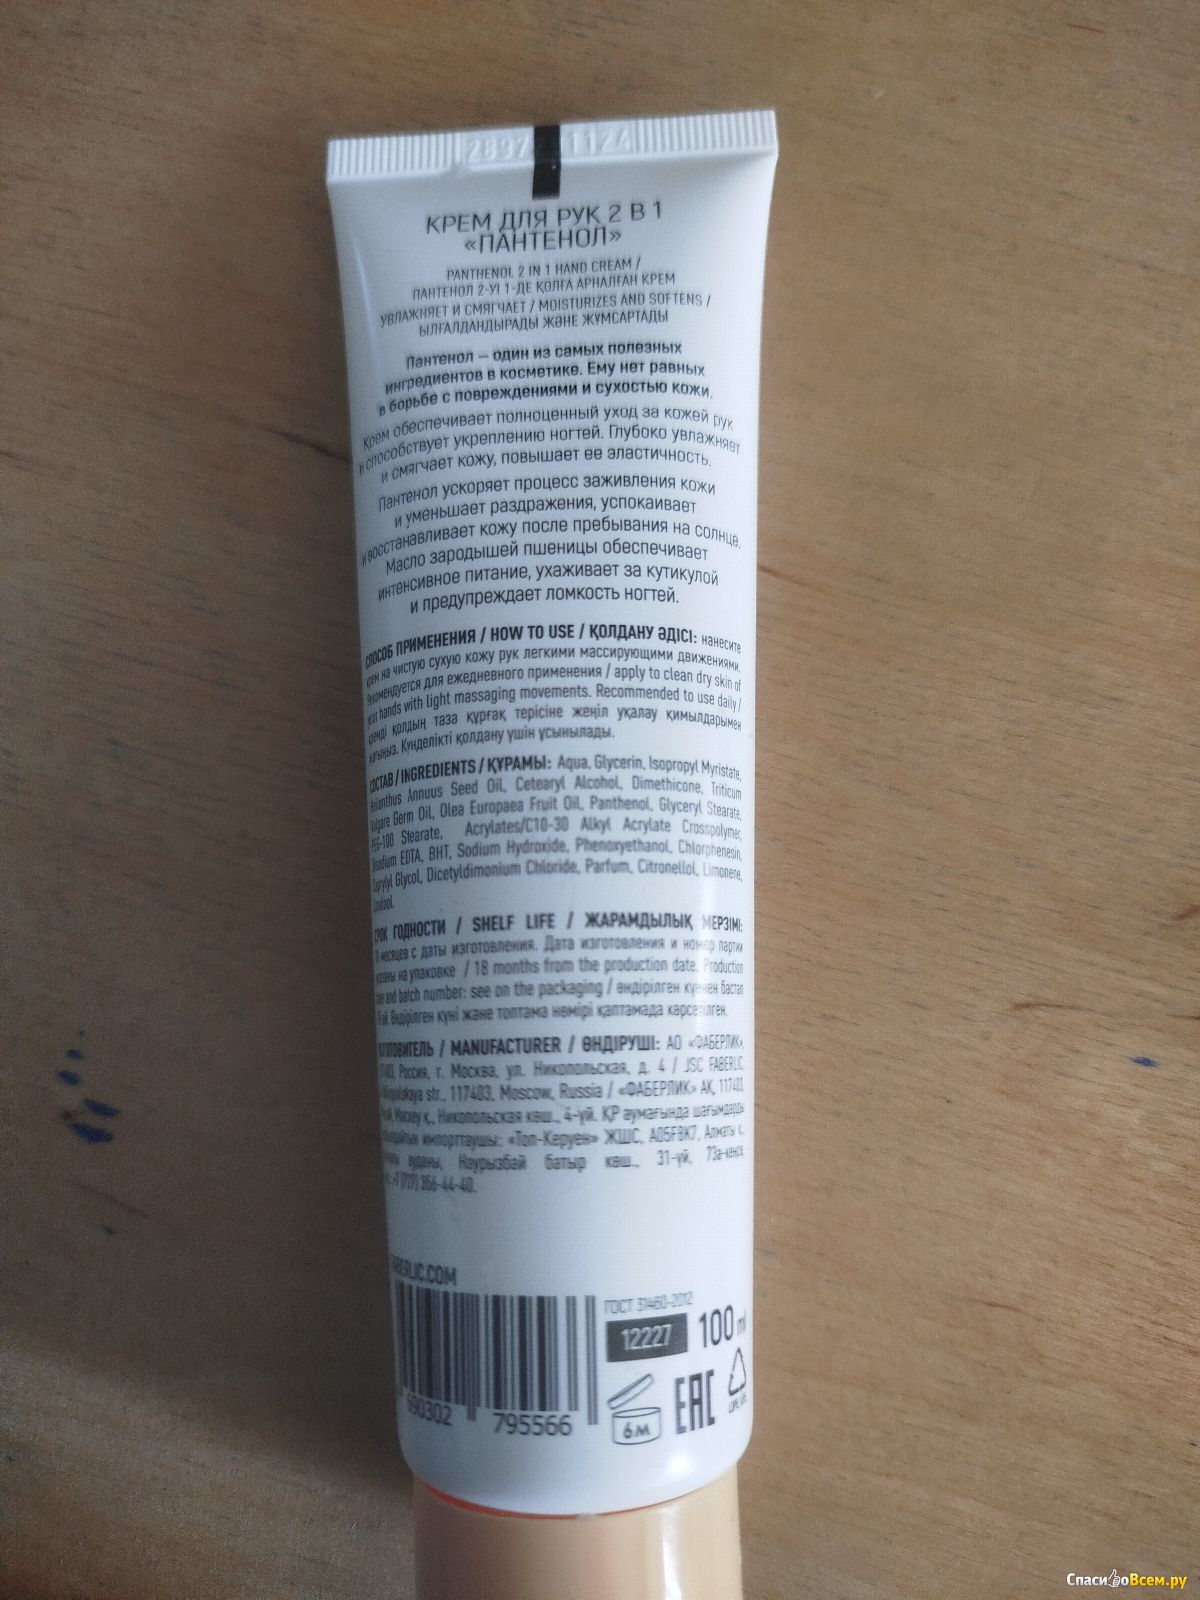 2897 1124
КРЕМ ДЛЯ РУК 2 В 1
«ПАНТЕНОЛ»
PANTHENOL 2 IN 1 HAND CREAM /
ПАНТЕНОЛ 2-УІ 1-ДЕ ҚОЛҒА АРНАЛҒАН КРЕМ
УВЛАЖНЯЕТ И СМЯГЧАЕТ / MOISTURIZES AND SOFTENS /
ЫЛҒАЛДАНДЫРАДЫ ЖӘНЕ ЖҰМСАРТАДЫ
Пантенол – один из самых полезных
ингредиентов в косметике. Ему нет равных
в борьбе с повреждениями и сухостью кожи.
Крем обеспечивает полноценный уход за кожей рук
и способствует укреплению ногтей. Глубоко увлажняет
и смягчает кожу, повышает ее эластичность.
Пантенол ускоряет процесс заживления кожи
и уменьшает раздражения, успокаивает
и восстанавливает кожу после пребывания на солнце.
Масло зародышей пшеницы обеспечивает
интенсивное питание, ухаживает за кутикулой
и предупреждает ломкость ногтей.
СПОСОБ ПРИМЕНЕНИЯ / HOW TO USE / ҚОЛДАНУ ӘДІСІ: нанесите
крем на чистую сухую кожу рук легкими массирующими движениями.
Рекомендуется для ежедневного применения / apply to clean dry skin of
your hands with light massaging movements. Recommended to use daily /
кремді қолдың таза құрғақ терісіне жеңіл уқалау қимылдарымен
жағыңыз. Күнделікті қолдану үшін ұсынылады.
СОСТАВ / INGREDIENTS / ҚҰРАМЫ: Aqua, Glycerin, Isopropyl Myristate,
Helianthus Annuus Seed Oil, Cetearyl Alcohol, Dimethicone, Triticum
Vulgare Germ Oil, Olea Europaea Fruit Oil, Panthenol, Glyceryl Stearate,
PEG-100 Stearate, Acrylates/C10-30 Alkyl Acrylate Crosspolymer,
Disodium EDTA, BHT, Sodium Hydroxide, Phenoxyethanol, Chlorphenesin,
Caprylyl Glycol, Dicetyldimonium Chloride, Parfum, Citronellol, Limonene,
Linalool.
СРОК ГОДНОСТИ / SHELF LIFE / ЖАРАМДЫЛЫҚ МЕРЗІМІ:
месяцев с даты изготовления. Дата изготовления и номер партии
указаны на упаковке / 18 months from the production date. Production
and batch number: see on the packaging / өндірілген күннен бастап
ай. Өндірілген күні және топтама нөмірі қаптамада көрсетілген.
ИЗГОТОВИТЕЛЬ / MANUFACTURER / ӨНДІРУШІ: АО «ФАБЕРЛИК»,
Россия, г. Москва, ул. Никопольская, д. 4 / JSC FABERLIC,
Nikopolskaya str., 117403, Moscow, Russia / «ФАБЕРЛИК» АҚ, 117403,
Мәскеу қ., Никопольская көш., 4-үй. ҚР аумағында шағымдарды
импорттаушы: «Топ-Керуен» ЖШС, A05F8K7, Алматы қ.,
ауданы, Наурызбай батыр көш., 31-үй, 73а-кеңсе,
+7 (727) 356-44-40.
FABERLIC.COM
ГОСТ 31460-2012
12227 100 ml
690302 795566
6 М
EAC
СпасибоВсем.ру